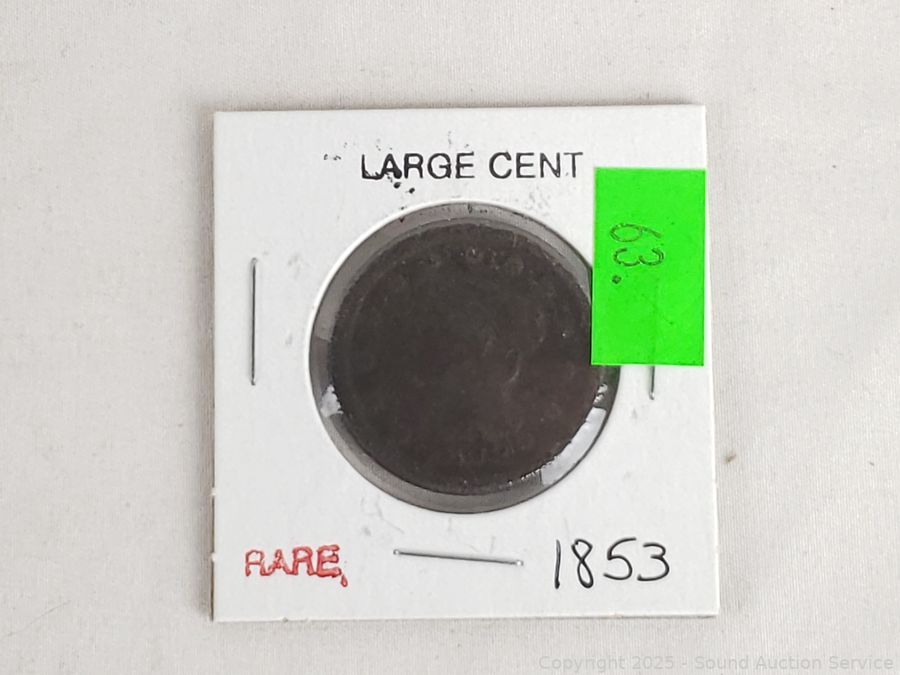 LARGE CENT
63.
RARE,
1853
Copyright 2025 - Sound Auction Service